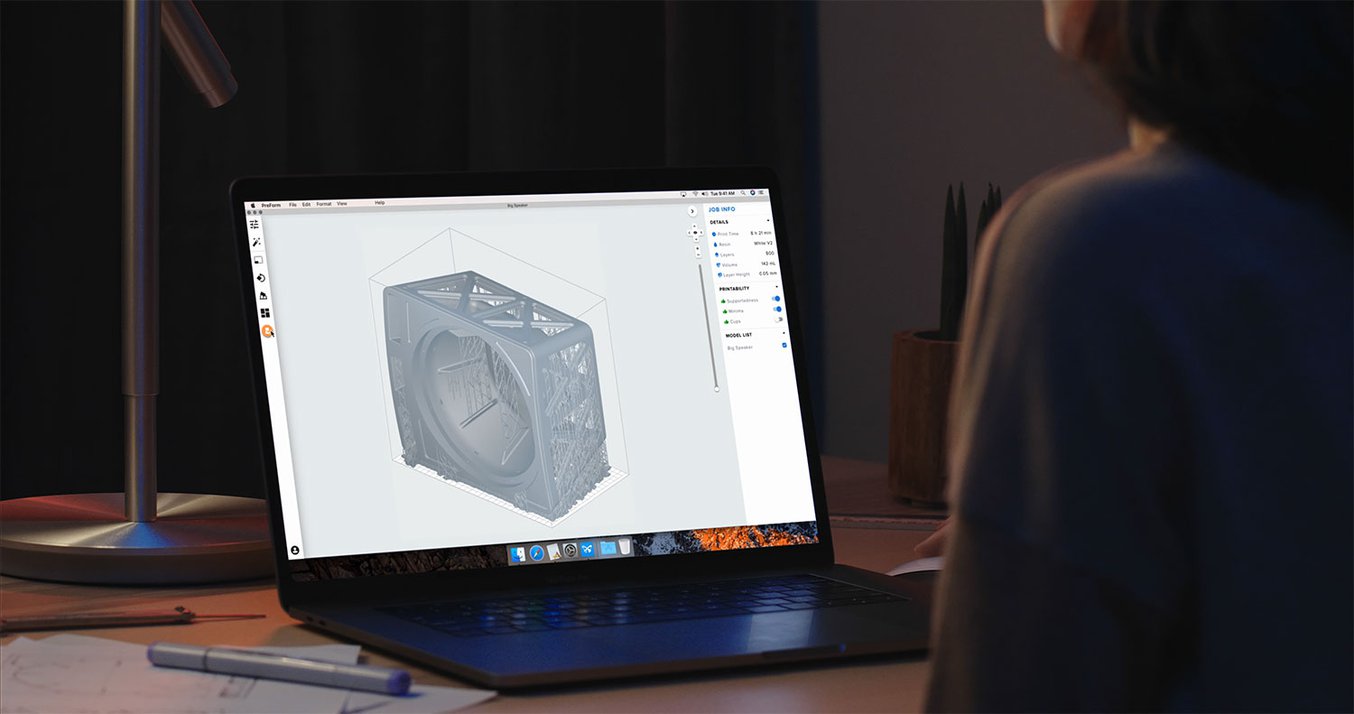 PreForm File Edit Format View Help Tue 9:41 AM
Big Speaker
JOB INFO
DETAILS
Print Time 8 h 21 min
Resin White V2
Layers 900
Volume 142 mL
Layer Height 0.05 mm
PRINTABILITY
Supportedness
Minima
Cups
MODEL LIST
Big Speaker